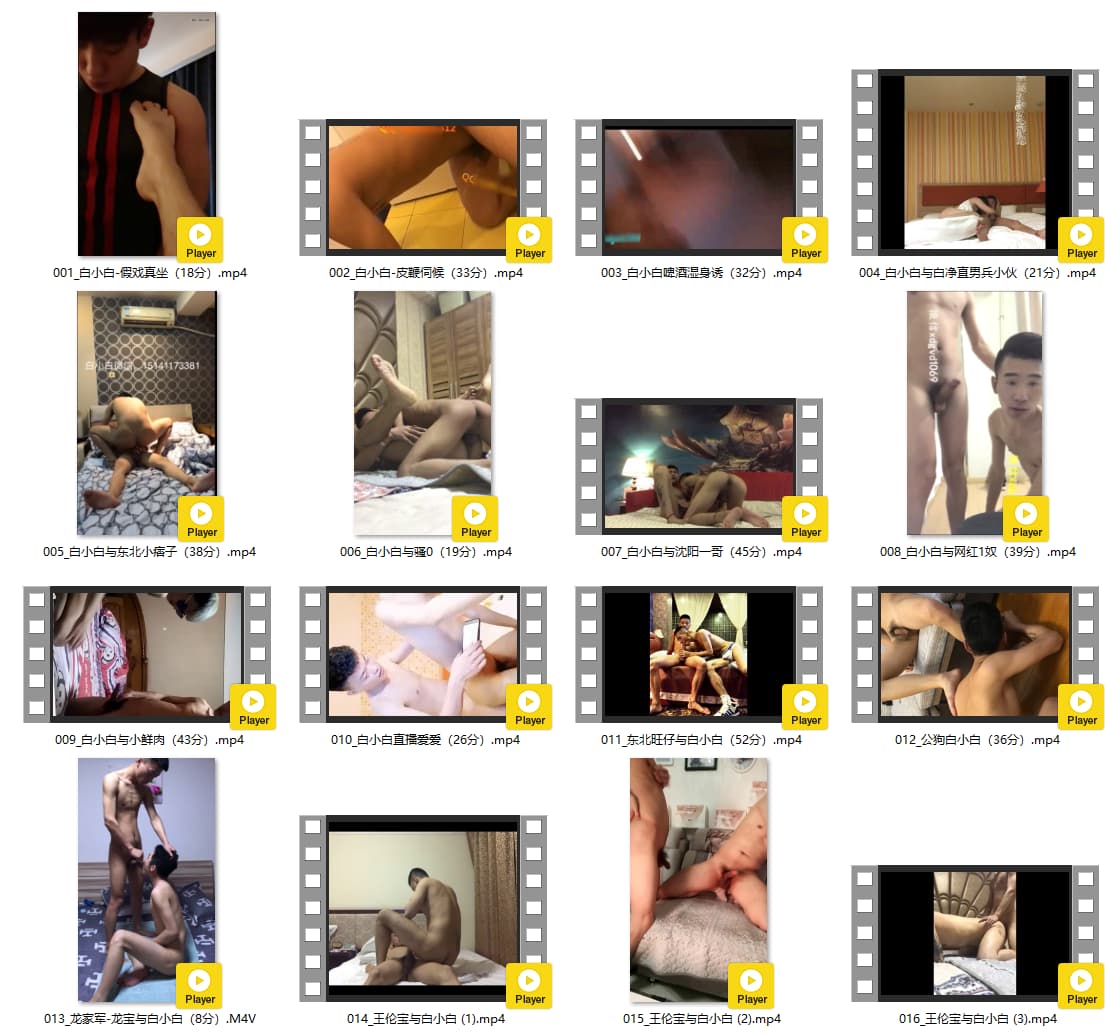 Player
Player
Player
Player
001_白小白-假戏真坐（18分）.mp4
002_白小白-皮鞭伺候（33分）.mp4
003_白小白啤酒湿身诱（32分）.mp4
004_白小白与白净直男兵小伙（21分）.mp4
Player
Player
Player
Player
005_白小白与东北小痞子（38分）.mp4
006_白小白与骚0（19分）.mp4
007_白小白与沈阳一哥（45分）.mp4
008_白小白与网红1奴（39分）.mp4
Player
Player
Player
Player
009_白小白与小鲜肉（43分）.mp4
010_白小白直播爱爱（26分）.mp4
011_东北旺仔与白小白（52分）.mp4
012_公狗白小白（36分）.mp4
Player
Player
Player
Player
013_龙家军-龙宝与白小白（8分）.M4V
014_王伦宝与白小白 (1).mp4
015_王伦宝与白小白 (2).mp4
016_王伦宝与白小白 (3).mp4